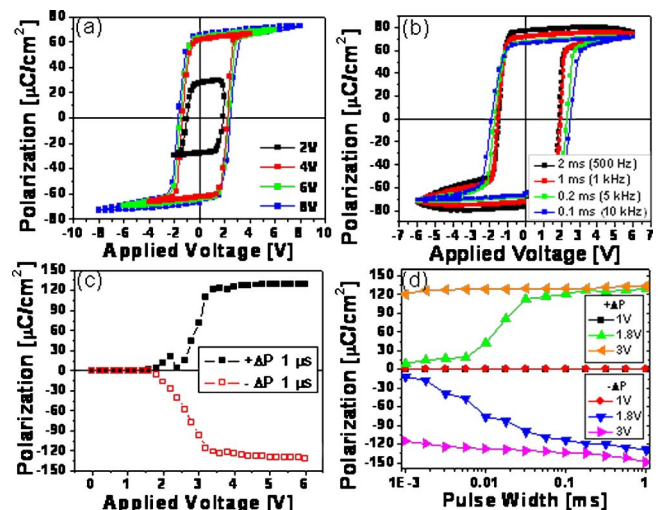 (a)
Polarization [μC/cm²]
80
60
40
20
0
-20
-40
-60
-80
2V
4V
6V
8V
-10 -8 -6 -4 -2 0 2 4 6 8 10
Applied Voltage [V]
(b)
Polarization [μC/cm²]
80
60
40
20
0
-20
-40
-60
-80
2 ms (500 Hz)
1 ms (1 kHz)
0.2 ms (5 kHz)
0.1 ms (10 kHz)
-7 -6 -5 -4 -3 -2 -1 0 1 2 3 4 5 6 7
Applied Voltage [V]
(c)
Polarization [μC/cm²]
150
120
90
60
30
0
-30
-60
-90
-120
-150
+ΔP 1 μs
-ΔP 1 μs
0 1 2 3 4 5 6
Applied Voltage [V]
(d)
Polarization [μC/cm²]
150
120
90
60
30
0
-30
-60
-90
-120
-150
+ΔP
1V
1.8V
3V
-ΔP
1V
1.8V
3V
1E-3 0.01 0.1 1
Pulse Width [ms]